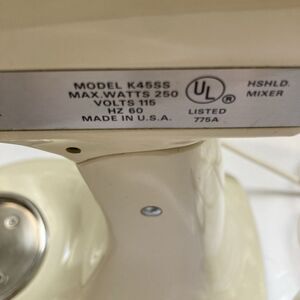 MODEL K45SS
MAX.WATTS 250
VOLTS 115
HZ 60
MADE IN U.S.A.
UL ®
LISTED
775A
HSHLD.
MIXER